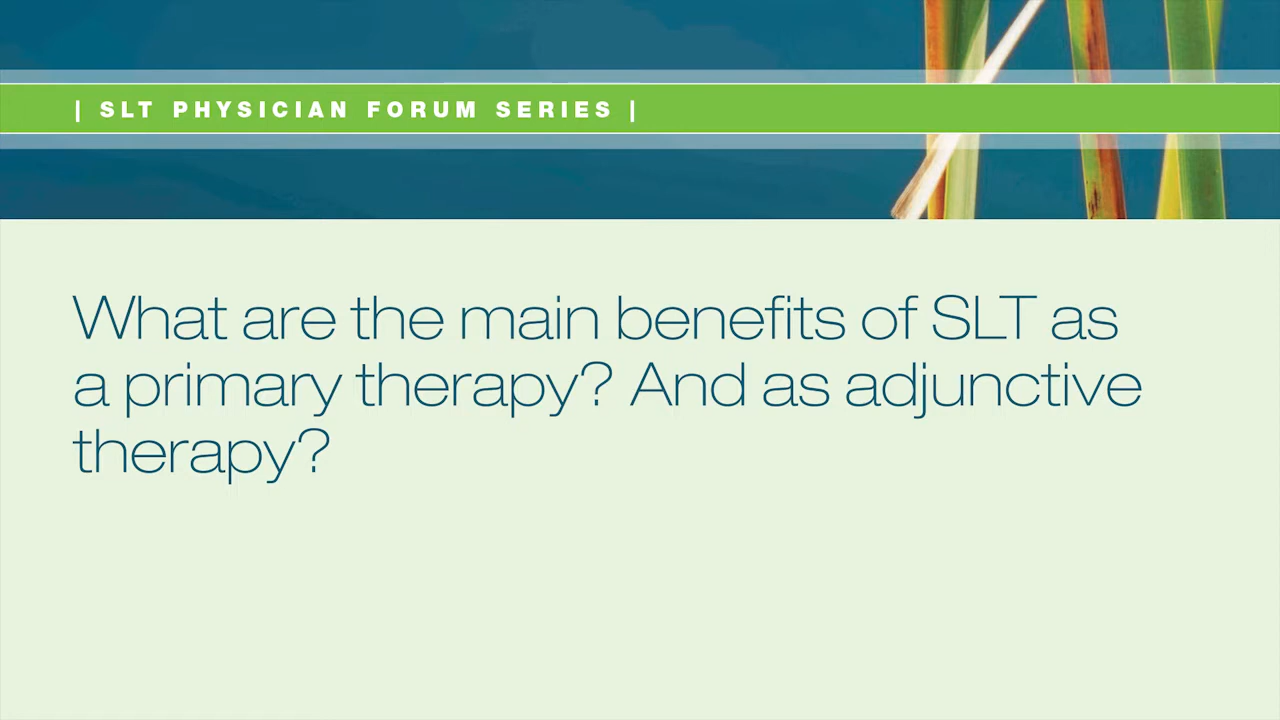 | SLT PHYSICIAN FORUM SERIES |
What are the main benefits of SLT as
a primary therapy? And as adjunctive
therapy?